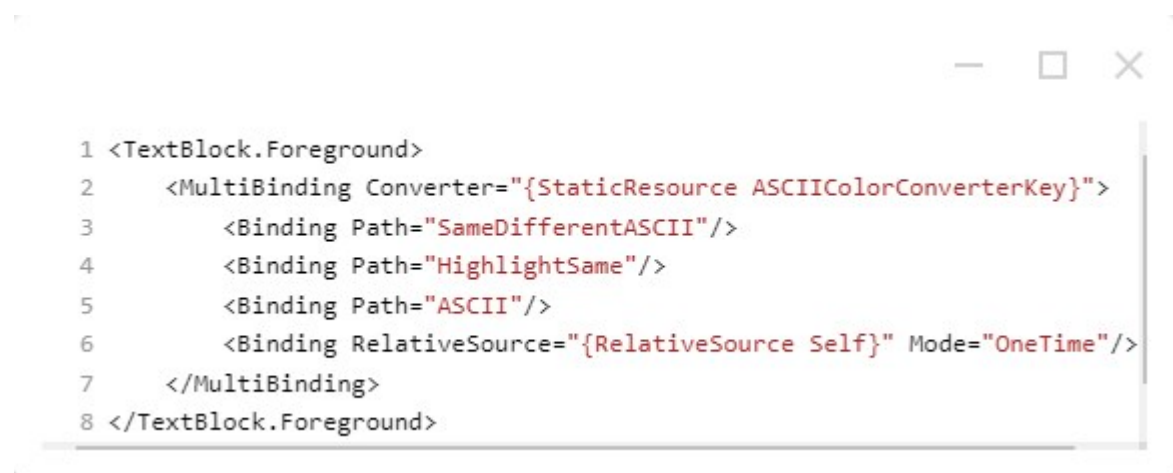 1 <TextBlock.Foreground>
2     <MultiBinding Converter="{StaticResource ASCIIColorConverterKey}">
3         <Binding Path="SameDifferentASCII"/>
4         <Binding Path="HighlightSame"/>
5         <Binding Path="ASCII"/>
6         <Binding RelativeSource="{RelativeSource Self}" Mode="OneTime"/>
7     </MultiBinding>
8 </TextBlock.Foreground>